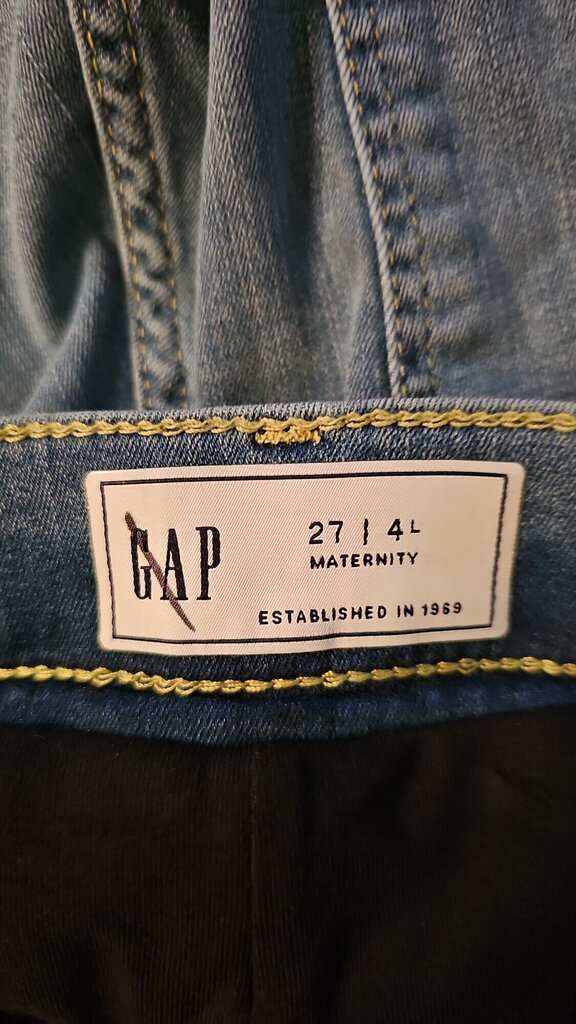 GAP
27 | 4L
MATERNITY
ESTABLISHED IN 1969